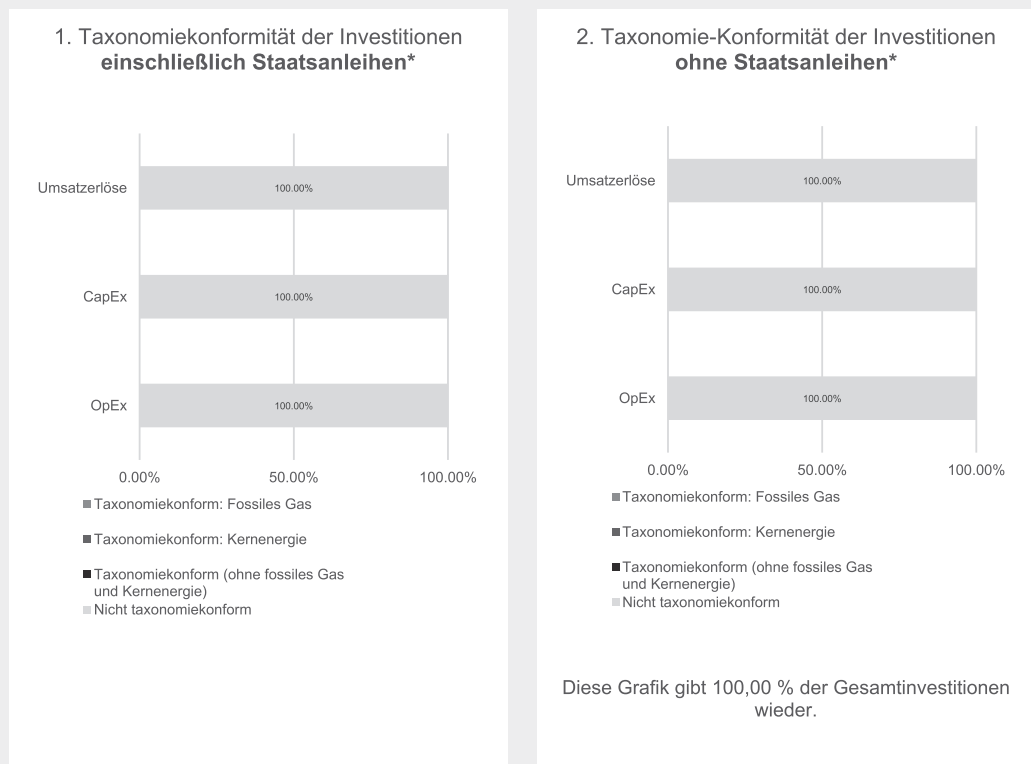 1. Taxonomiekonformität der Investitionen
einschließlich Staatsanleihen*
Umsatzerlöse
100.00%
CapEx
100.00%
OpEx
100.00%
0.00%
50.00%
100.00%
Taxonomiekonform: Fossiles Gas
Taxonomiekonform: Kernenergie
Taxonomiekonform (ohne fossiles Gas
und Kernenergie)
Nicht taxonomiekonform
2. Taxonomie-Konformität der Investitionen
ohne Staatsanleihen*
Umsatzerlöse
100.00%
CapEx
100.00%
OpEx
100.00%
0.00%
50.00%
100.00%
Taxonomiekonform: Fossiles Gas
Taxonomiekonform: Kernenergie
Taxonomiekonform (ohne fossiles Gas
und Kernenergie)
Nicht taxonomiekonform
Diese Grafik gibt 100,00 % der Gesamtinvestitionen
wieder.